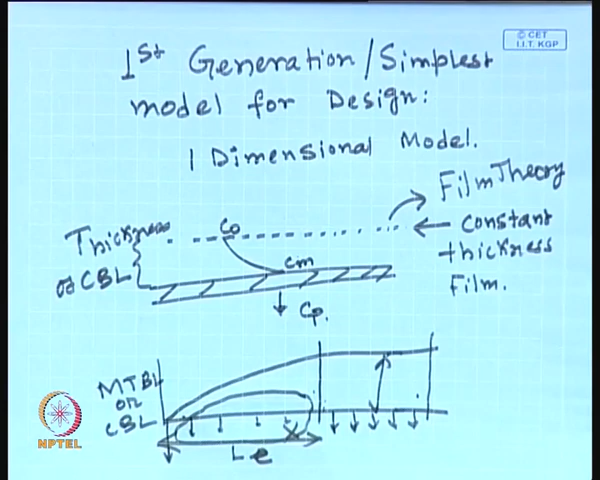 © CET
I.I.T. KGP
1st Generation/Simplest
model for Design:
1 Dimensional Model.
Film Theory
Thickness
of CBL
Co
Constant
thickness
Film.
Cm
Cp.
MTBL
or
CBL
Le
NPTEL